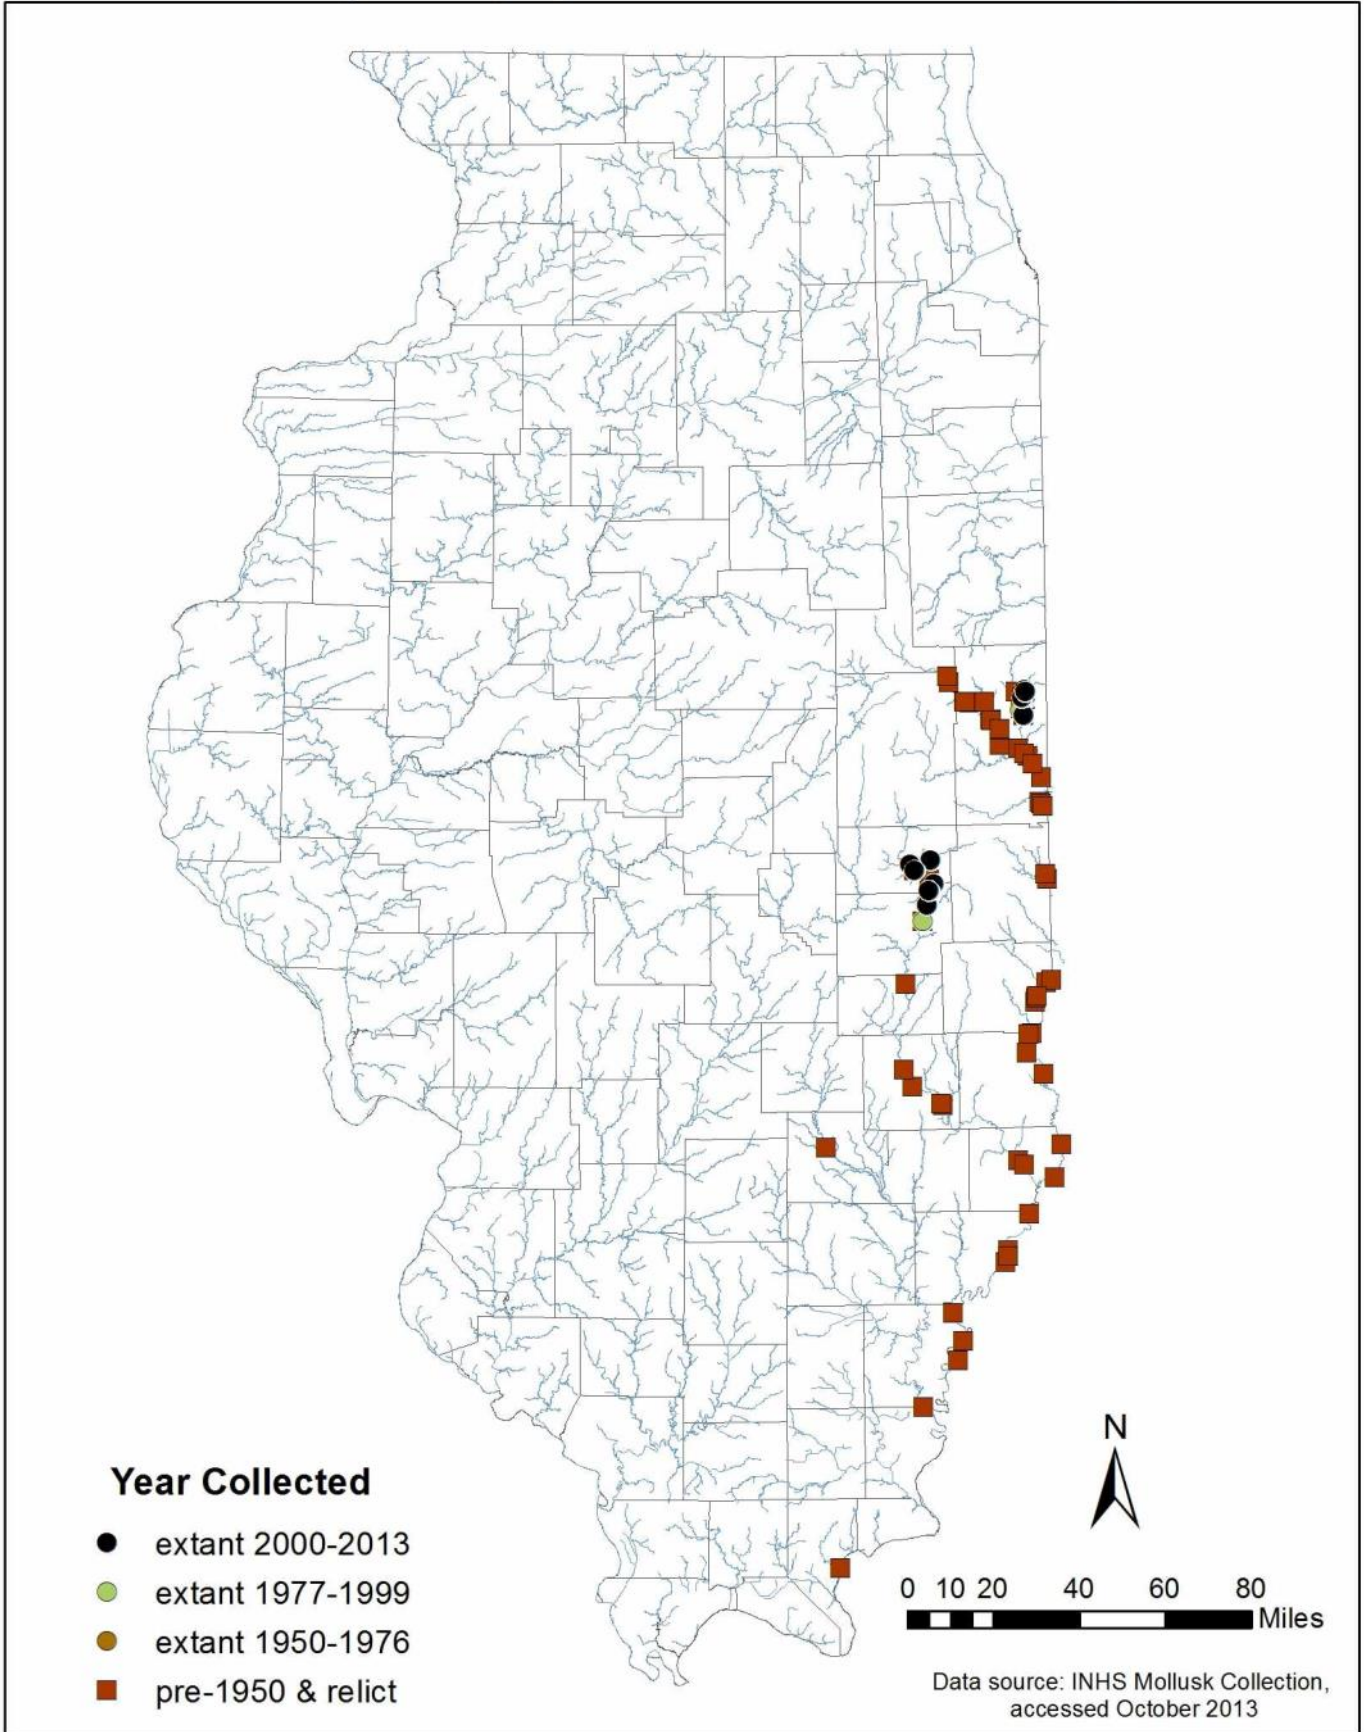 N
Year Collected
extant 2000-2013
extant 1977-1999
extant 1950-1976
pre-1950 & relict
0 10 20 40 60 80
Miles
Data source: INHS Mollusk Collection,
accessed October 2013